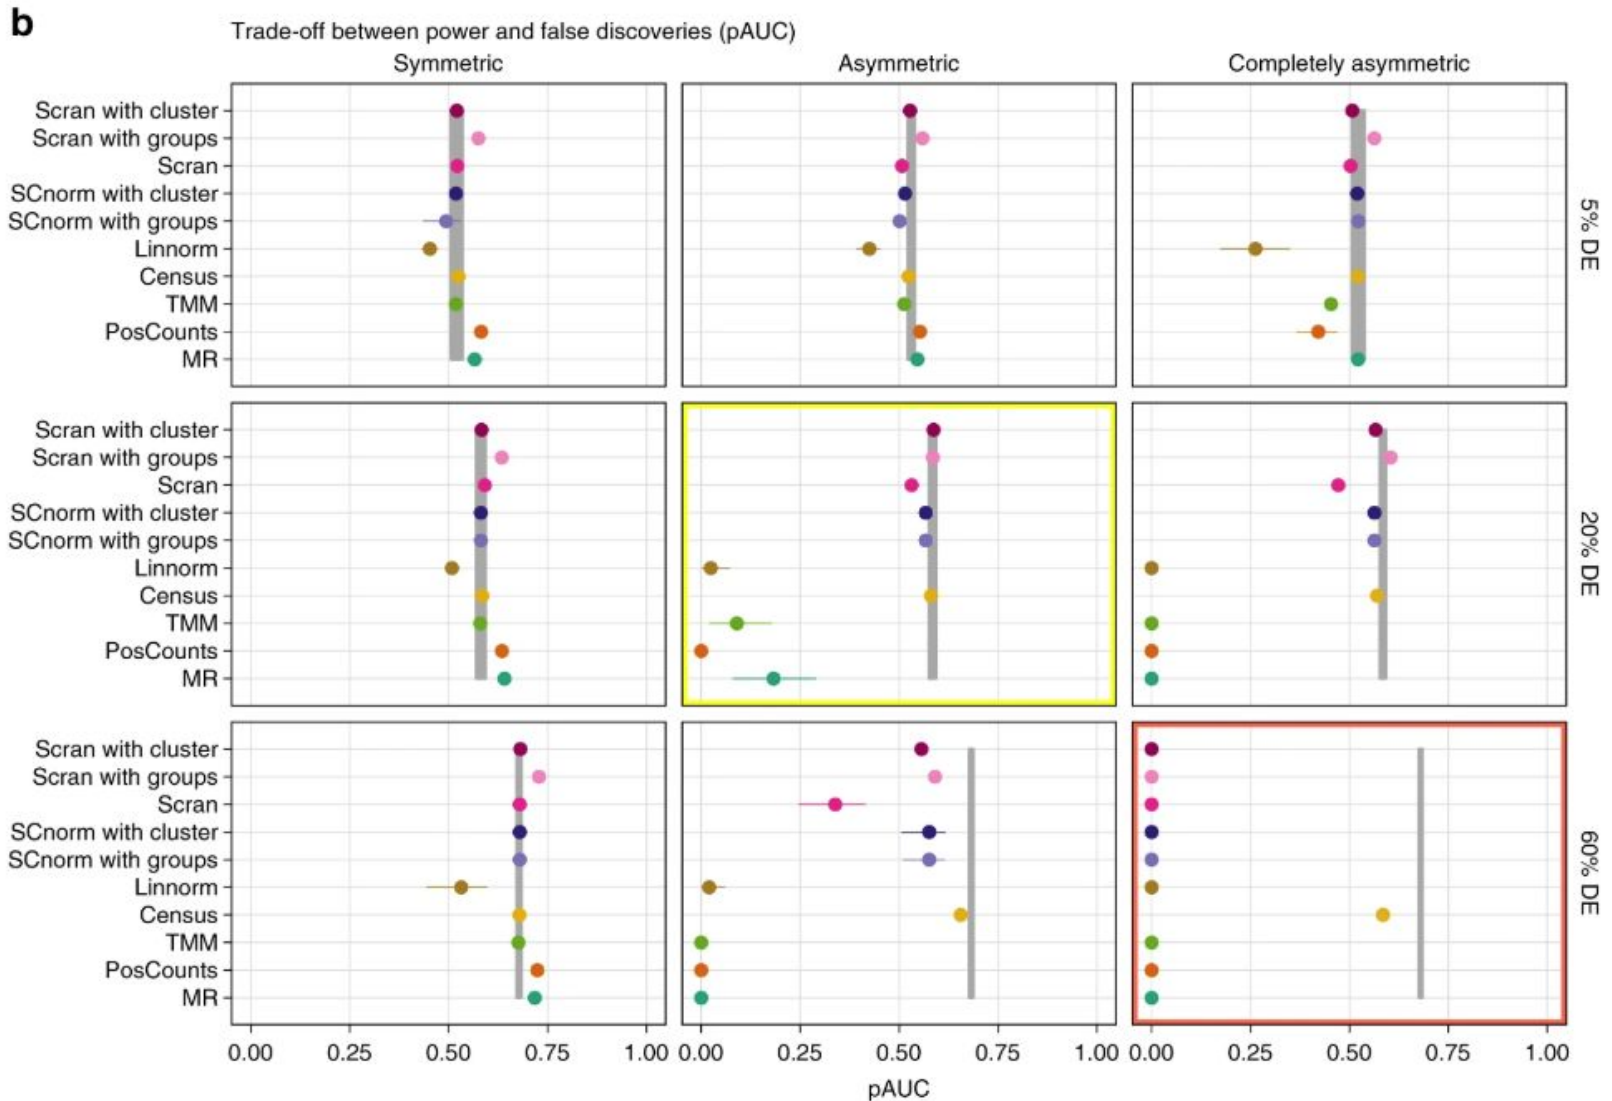 b
Trade-off between power and false discoveries (pAUC)
Symmetric
Asymmetric
Completely asymmetric
Scran with cluster
Scran with groups
Scran
SCnorm with cluster
SCnorm with groups
Linnorm
Census
TMM
PosCounts
MR
5% DE
Scran with cluster
Scran with groups
Scran
SCnorm with cluster
SCnorm with groups
Linnorm
Census
TMM
PosCounts
MR
20% DE
Scran with cluster
Scran with groups
Scran
SCnorm with cluster
SCnorm with groups
Linnorm
Census
TMM
PosCounts
MR
60% DE
0.00 0.25 0.50 0.75 1.00 0.00 0.25 0.50 0.75 1.00 0.00 0.25 0.50 0.75 1.00
pAUC